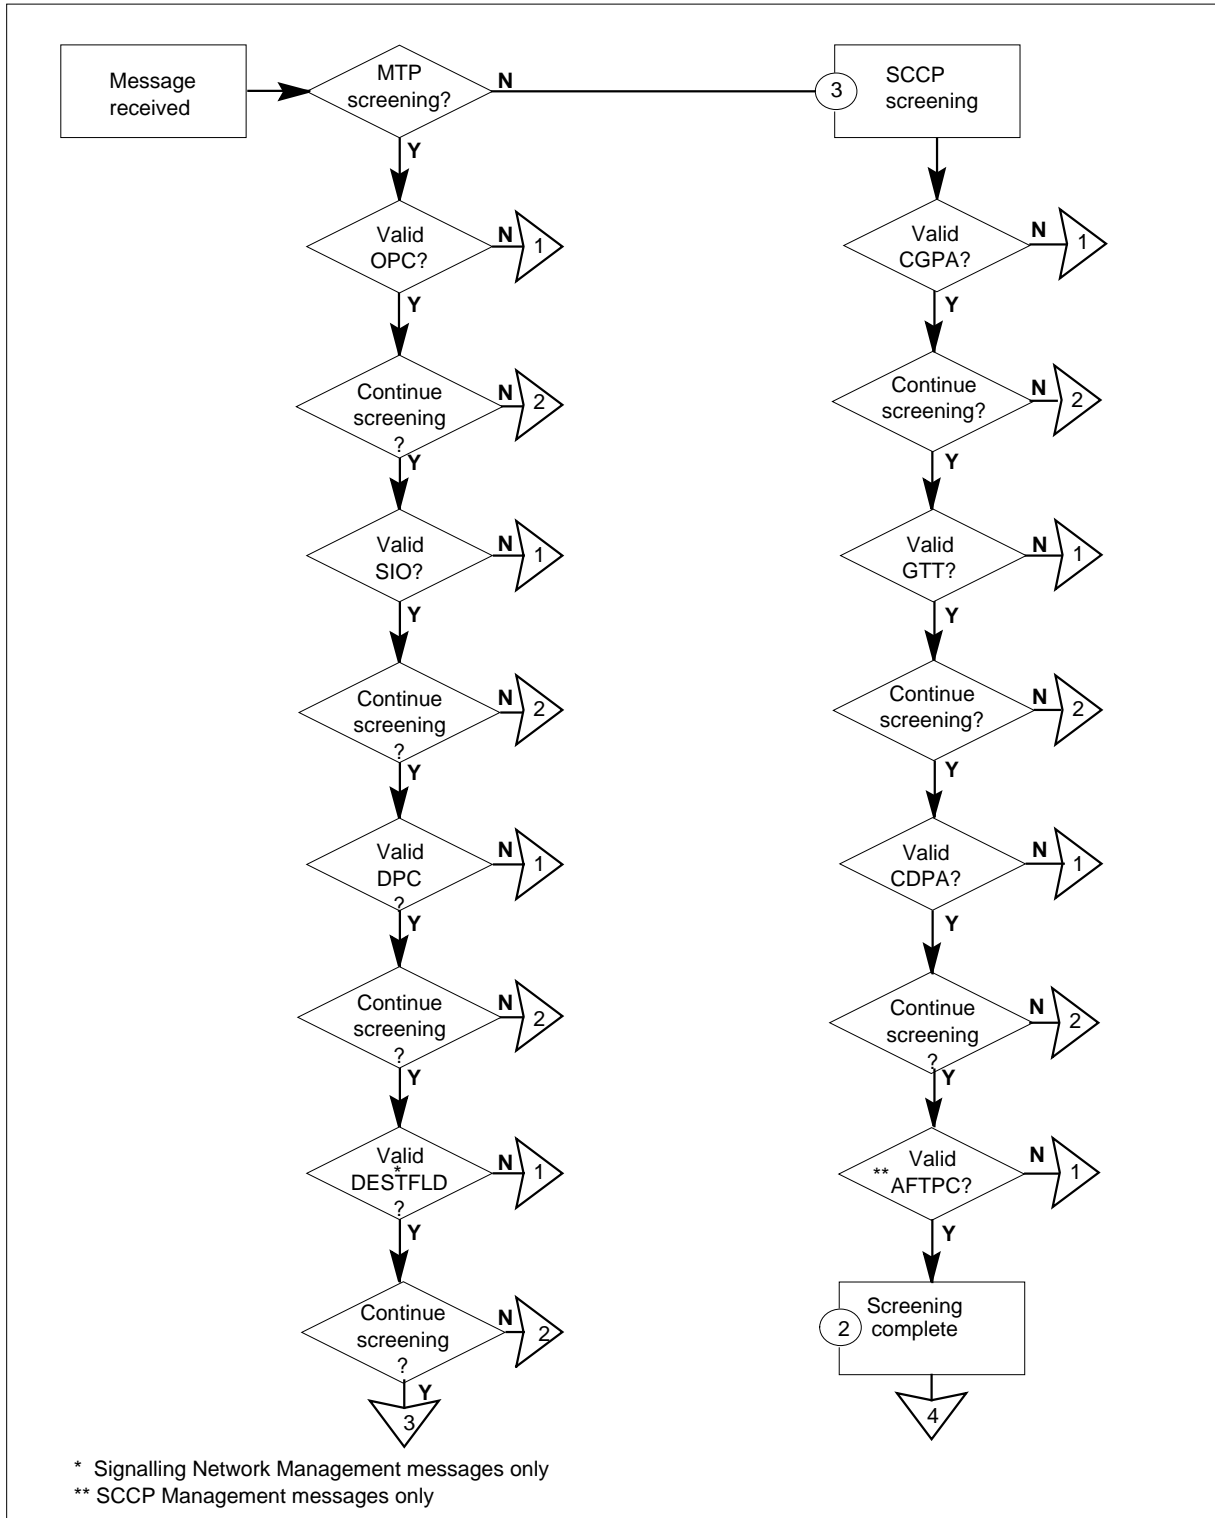 Message
received
MTP
screening?
N
3
SCCP
screening
Y
Valid
OPC?
N
1
Y
Continue
screening
?
N
2
Y
Valid
SIO?
N
1
Y
Continue
screening
?
N
2
Y
Valid
DPC
?
N
1
Y
Continue
screening
?
N
2
Y
Valid
*
DESTFLD
?
N
1
Y
Continue
screening
?
N
2
Y
3
Valid
CGPA?
N
1
Y
Continue
screening?
N
2
Y
Valid
GTT?
N
1
Y
Continue
screening?
N
2
Y
Valid
CDPA?
N
1
Y
Continue
screening
?
N
2
Y
Valid
** AFTPC?
N
1
Y
Screening
complete
2
4
* Signalling Network Management messages only
** SCCP Management messages only